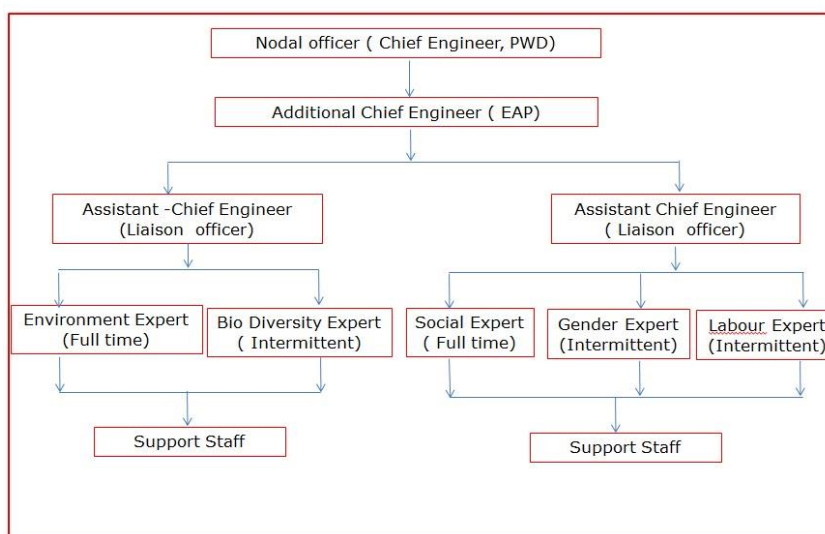 Nodal officer ( Chief Engineer, PWD)
Additional Chief Engineer ( EAP)
Assistant -Chief Engineer
(Liaison officer)
Assistant Chief Engineer
( Liaison officer)
Environment Expert
(Full time)
Bio Diversity Expert
( Intermittent)
Social Expert
( Full time)
Gender Expert
(Intermittent)
Labour Expert
(Intermittent)
Support Staff
Support Staff